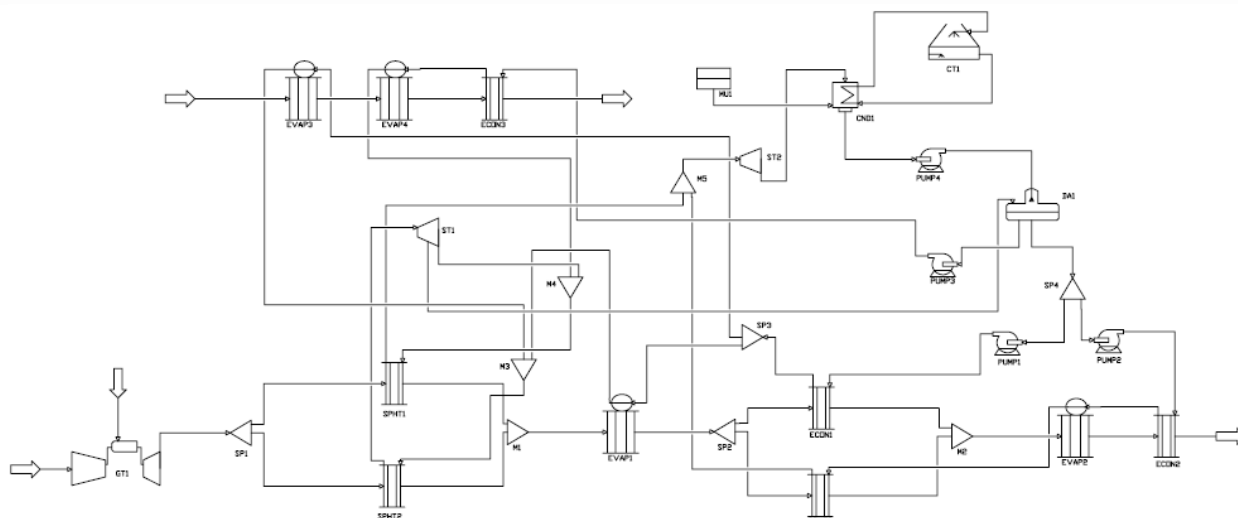 CT1
MU1
EVAP3
EVAP4
ECON3
CND1
ST2
PUMP4
M5
DA1
ST1
PUMP3
M4
SP4
SP3
PUMP1
PUMP2
M3
SPHT1
SP1
M1
EVAP1
SP2
ECON1
M2
EVAP2
ECON2
GT1
SPHT2